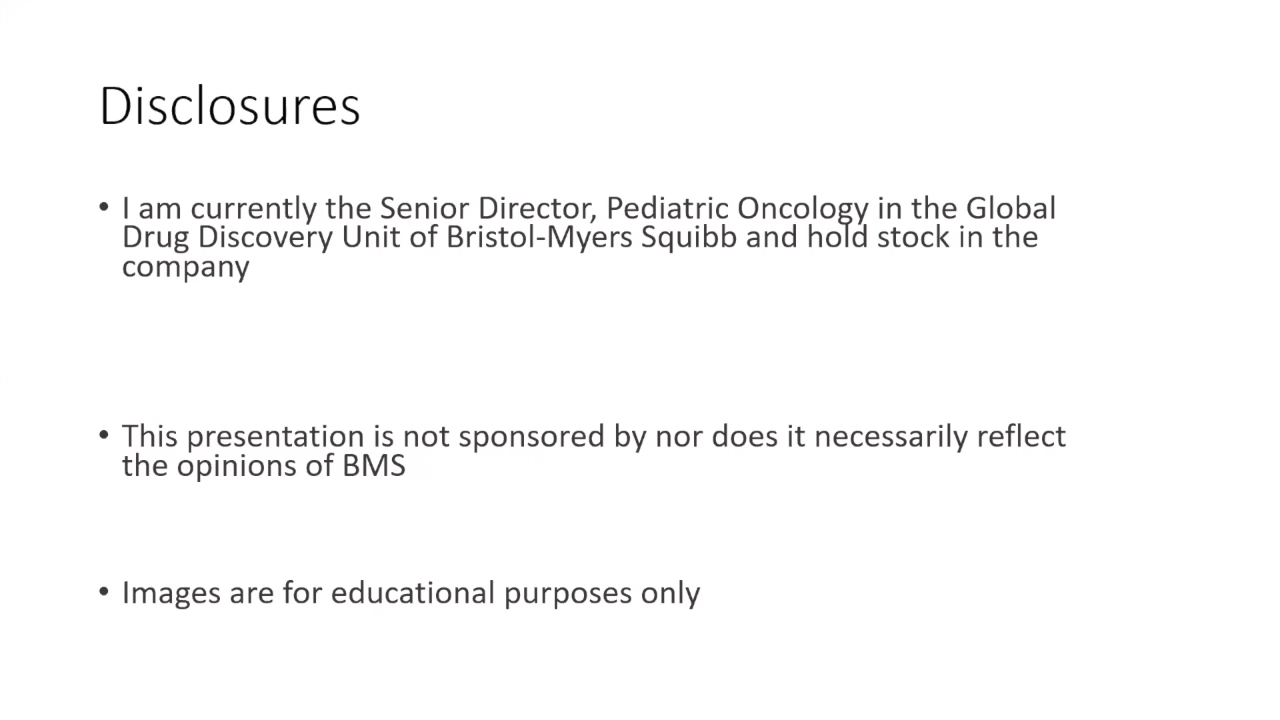 Disclosures
• I am currently the Senior Director, Pediatric Oncology in the Global
Drug Discovery Unit of Bristol-Myers Squibb and hold stock in the
company
• This presentation is not sponsored by nor does it necessarily reflect
the opinions of BMS
• Images are for educational purposes only